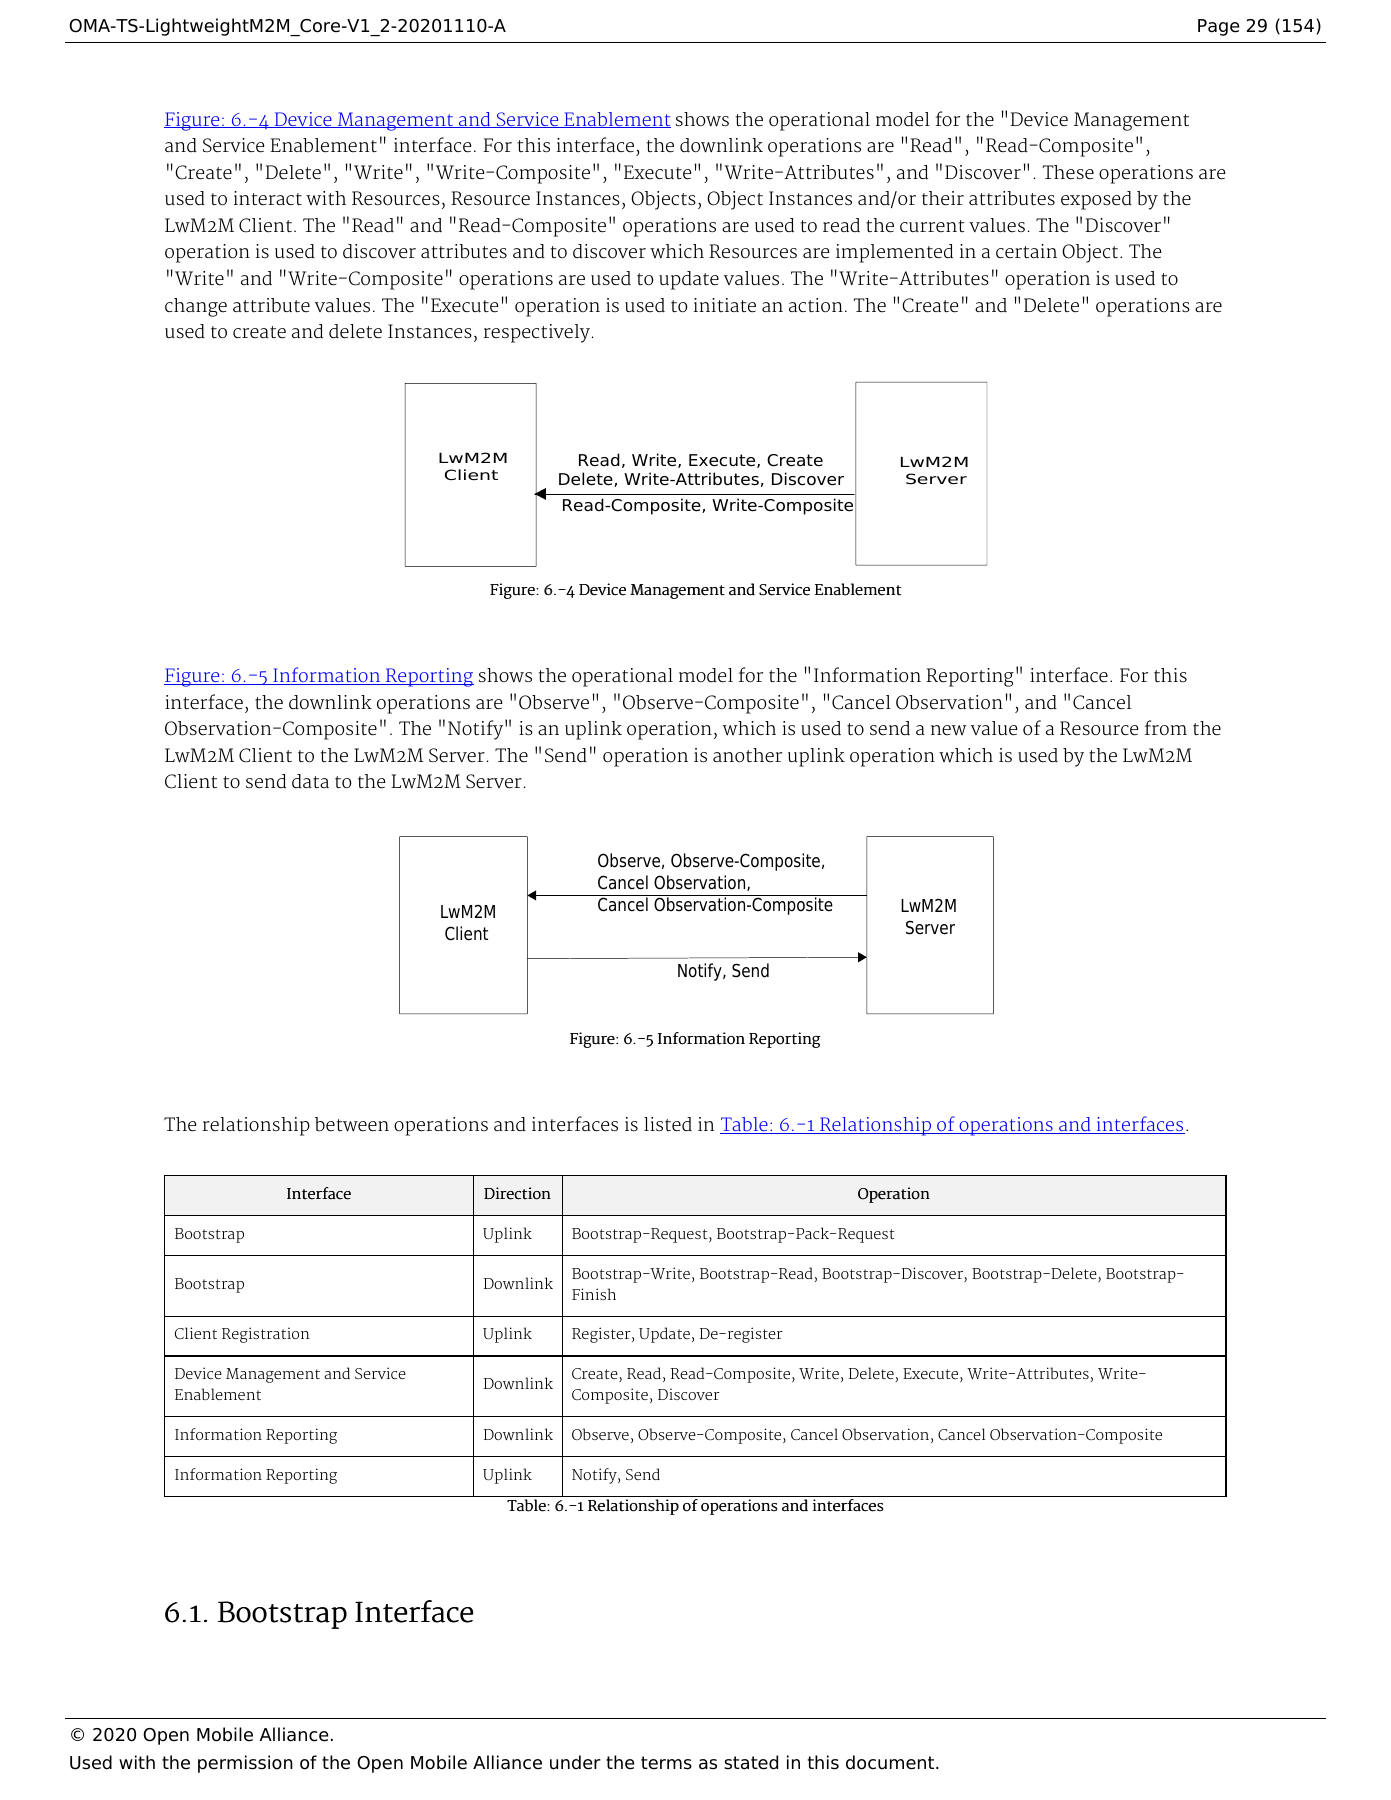 OMA-TS-LightweightM2M_Core-V1_2-20201110-A Page 29 (154)
Figure: 6.-4 Device Management and Service Enablement shows the operational model for the "Device Management
and Service Enablement" interface. For this interface, the downlink operations are "Read", "Read-Composite",
"Create", "Delete", "Write", "Write-Composite", "Execute", "Write-Attributes", and "Discover". These operations are
used to interact with Resources, Resource Instances, Objects, Object Instances and/or their attributes exposed by the
LwM2M Client. The "Read" and "Read-Composite" operations are used to read the current values. The "Discover"
operation is used to discover attributes and to discover which Resources are implemented in a certain Object. The
"Write" and "Write-Composite" operations are used to update values. The "Write-Attributes" operation is used to
change attribute values. The "Execute" operation is used to initiate an action. The "Create" and "Delete" operations are
used to create and delete Instances, respectively.
LwM2M
Client
Read, Write, Execute, Create
Delete, Write-Attributes, Discover
Read-Composite, Write-Composite
LwM2M
Server
Figure: 6.-4 Device Management and Service Enablement
Figure: 6.-5 Information Reporting shows the operational model for the "Information Reporting" interface. For this
interface, the downlink operations are "Observe", "Observe-Composite", "Cancel Observation", and "Cancel
Observation-Composite". The "Notify" is an uplink operation, which is used to send a new value of a Resource from the
LwM2M Client to the LwM2M Server. The "Send" operation is another uplink operation which is used by the LwM2M
Client to send data to the LwM2M Server.
LwM2M
Client
Observe, Observe-Composite,
Cancel Observation,
Cancel Observation-Composite
Notify, Send
LwM2M
Server
Figure: 6.-5 Information Reporting
The relationship between operations and interfaces is listed in Table: 6.-1 Relationship of operations and interfaces.
Interface Direction Operation
Bootstrap Uplink Bootstrap-Request, Bootstrap-Pack-Request
Bootstrap Downlink Bootstrap-Write, Bootstrap-Read, Bootstrap-Discover, Bootstrap-Delete, Bootstrap-
Finish
Client Registration Uplink Register, Update, De-register
Device Management and Service
Enablement Downlink Create, Read, Read-Composite, Write, Delete, Execute, Write-Attributes, Write-
Composite, Discover
Information Reporting Downlink Observe, Observe-Composite, Cancel Observation, Cancel Observation-Composite
Information Reporting Uplink Notify, Send
Table: 6.-1 Relationship of operations and interfaces
6.1. Bootstrap Interface
© 2020 Open Mobile Alliance.
Used with the permission of the Open Mobile Alliance under the terms as stated in this document.